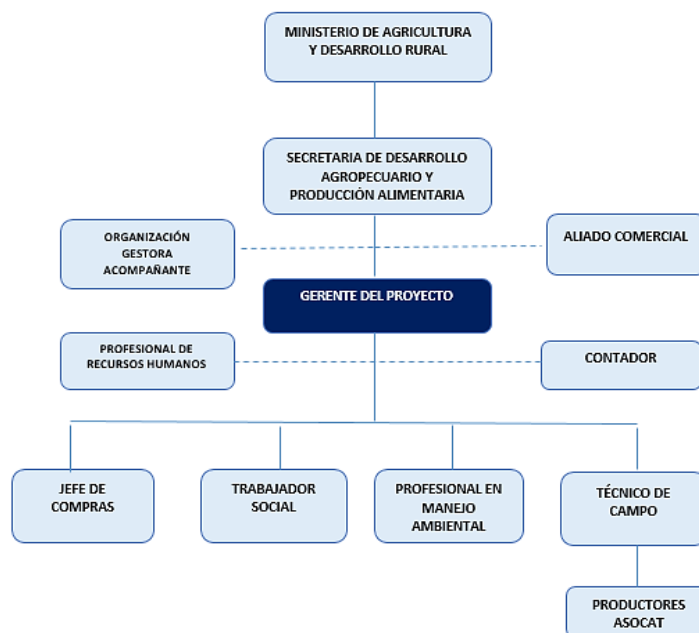 MINISTERIO DE AGRICULTURA
Y DESARROLLO RURAL
SECRETARIA DE DESARROLLO
AGROPECUARIO Y
PRODUCCIÓN ALIMENTARIA
ORGANIZACIÓN
GESTORA
ACOMPAÑANTE
ALIADO COMERCIAL
GERENTE DEL PROYECTO
PROFESIONAL DE
RECURSOS HUMANOS
CONTADOR
JEFE DE
COMPRAS
TRABAJADOR
SOCIAL
PROFESIONAL EN
MANEJO
AMBIENTAL
TÉCNICO DE
CAMPO
PRODUCTORES
ASOCAT